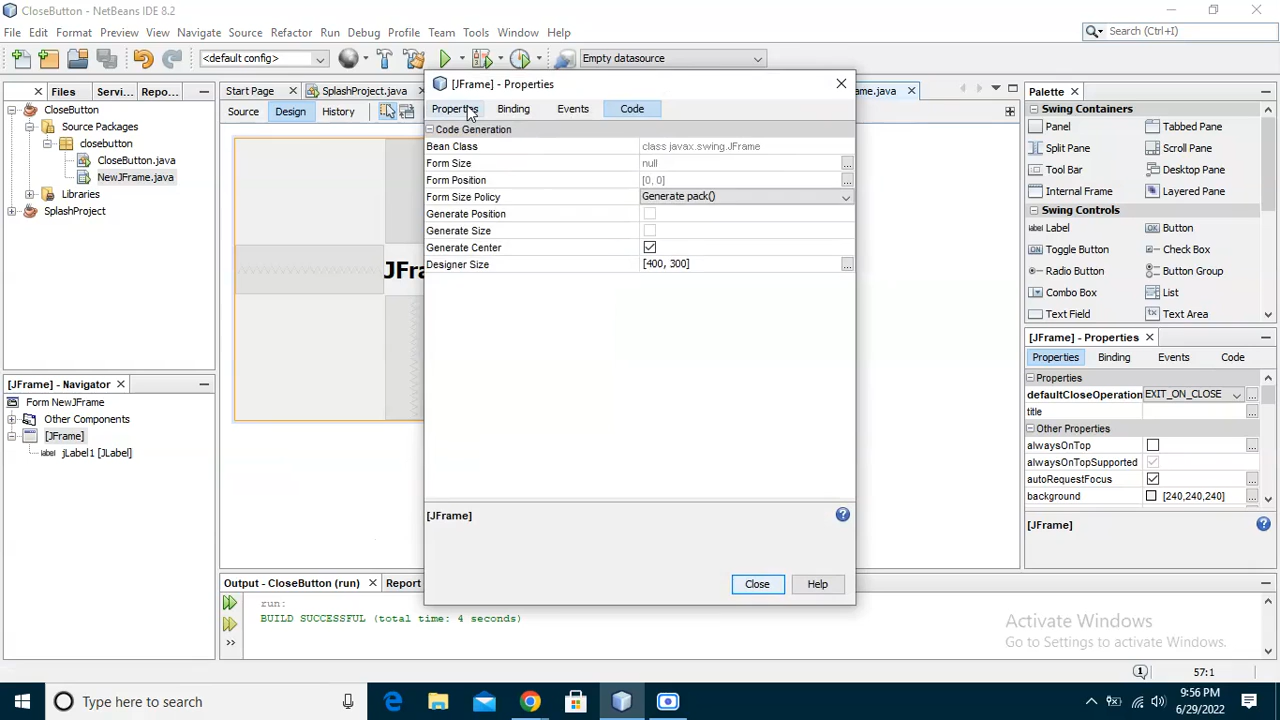 CloseButton - NetBeans IDE 8.2
File Edit Format Preview View Navigate Source Refactor Run Debug Profile Team Tools Window Help
Search (Ctrl+I)
<default config>
Empty datasource
Files Servi... Repo...
CloseButton
Source Packages
closebutton
CloseButton.java
NewJFrame.java
Libraries
SplashProject
Start Page SplashProject.java
Source Design History
JFra
[JFrame] - Properties
Properties Binding Events Code
Code Generation
Bean Class class javax.swing.JFrame
Form Size null
Form Position [0, 0]
Form Size Policy Generate pack()
Generate Position
Generate Size
Generate Center
Designer Size [400, 300]
[JFrame]
Close Help
me.java
Palette
Swing Containers
Panel Tabbed Pane
Split Pane Scroll Pane
Tool Bar Desktop Pane
Internal Frame Layered Pane
Swing Controls
Label Button
Toggle Button Check Box
Radio Button Button Group
Combo Box List
Text Field Text Area
[JFrame] - Properties
Properties Binding Events Code
Properties
defaultCloseOperation EXIT_ON_CLOSE
title
Other Properties
alwaysOnTop
alwaysOnTopSupported
autoRequestFocus
background [240,240,240]
[JFrame]
[JFrame] - Navigator
Form NewJFrame
Other Components
[JFrame]
label jLabel1 [JLabel]
Output - CloseButton (run) Report
run:
BUILD SUCCESSFUL (total time: 4 seconds)
Activate Windows
Go to Settings to activate Windows.
57:1
Type here to search
9:56 PM
6/29/2022